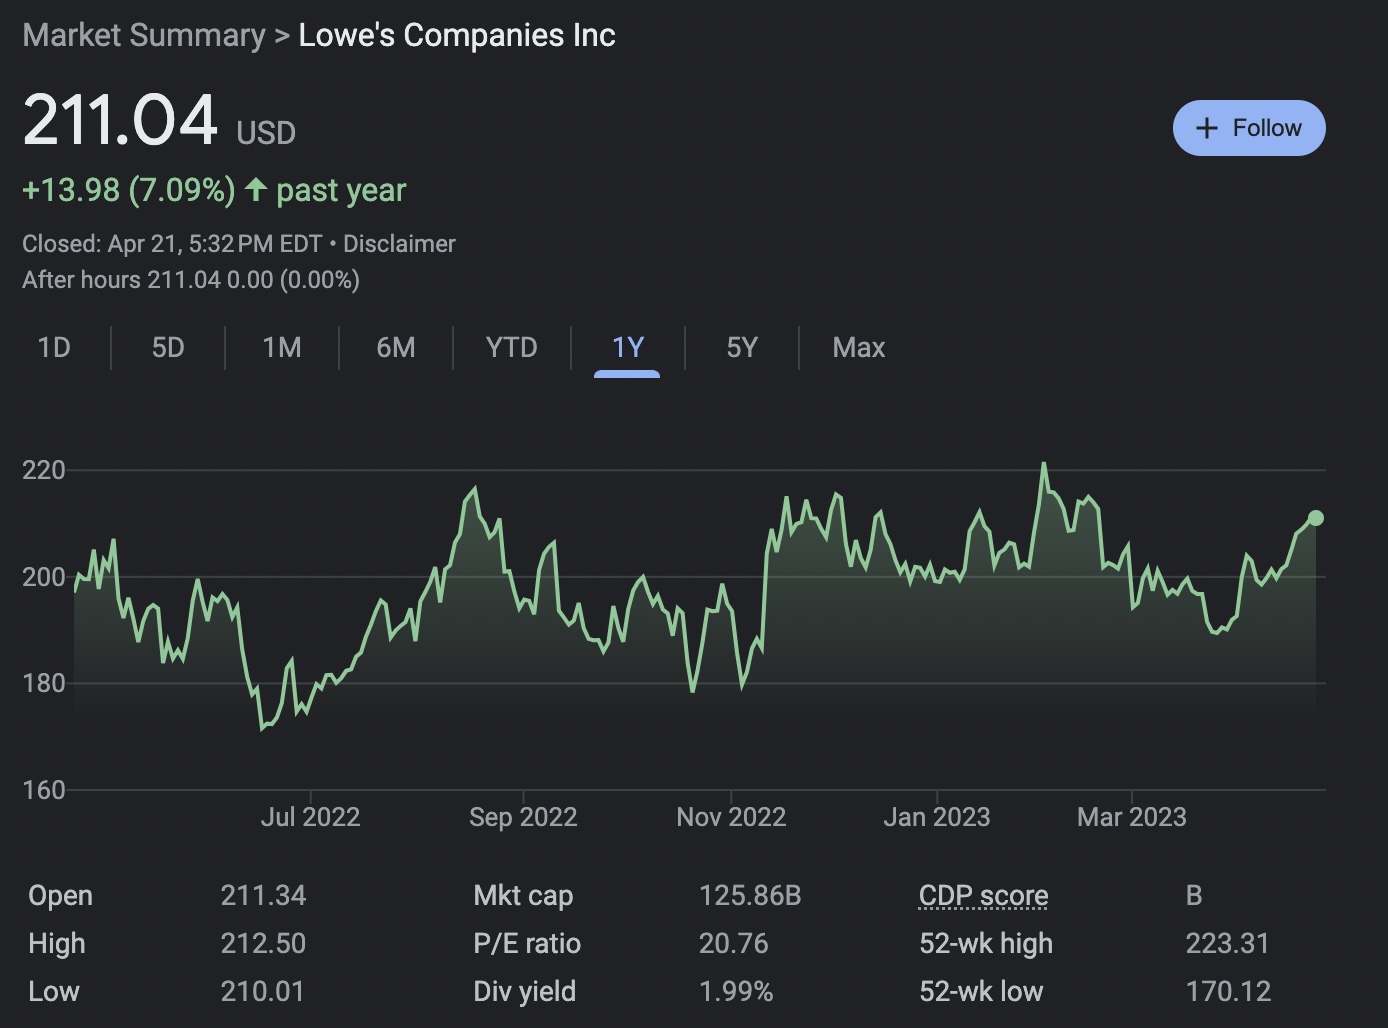 Market Summary > Lowe's Companies Inc
211.04 USD
+ Follow
+13.98 (7.09%) ↑ past year
Closed: Apr 21, 5:32 PM EDT • Disclaimer
After hours 211.04 0.00 (0.00%)
1D 5D 1M 6M YTD 1Y 5Y Max
220
200
180
160
Jul 2022 Sep 2022 Nov 2022 Jan 2023 Mar 2023
Open 211.34 Mkt cap 125.86B CDP score B
High 212.50 P/E ratio 20.76 52-wk high 223.31
Low 210.01 Div yield 1.99% 52-wk low 170.12